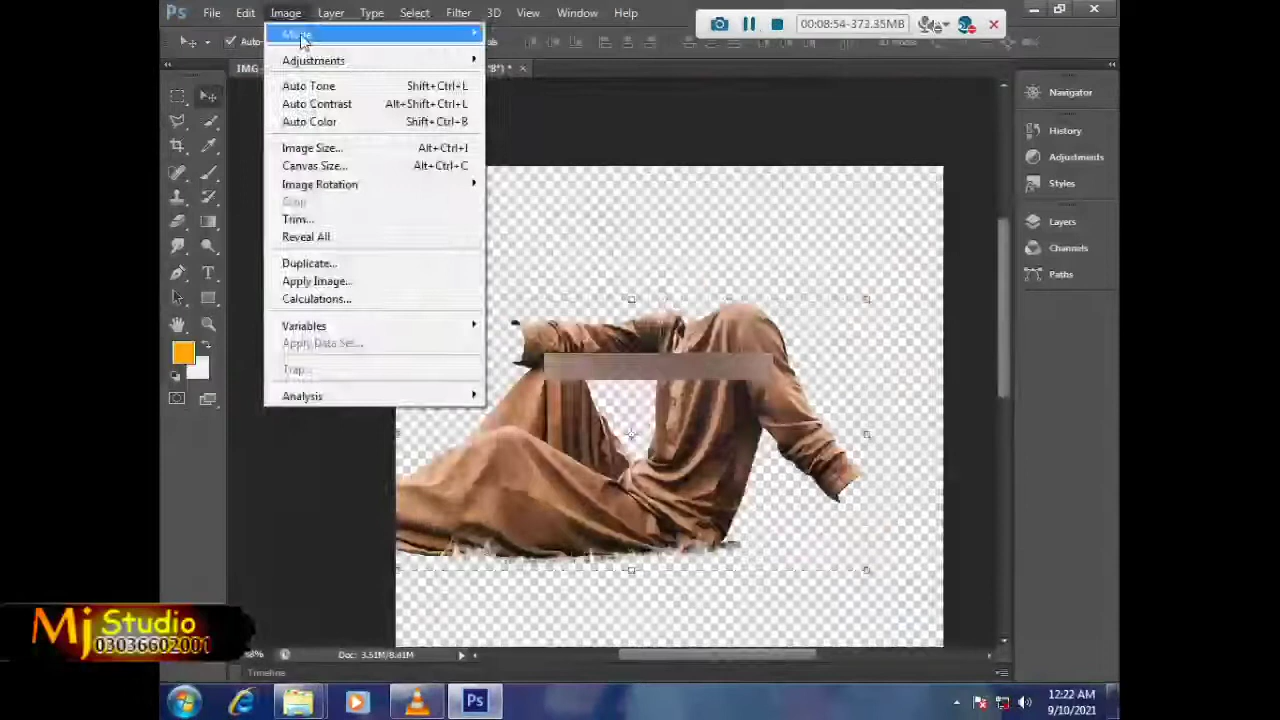 Ps File Edit Image Layer Type Select Filter 3D View Window Help
00:08:54-373.35MB
Auto-
IMG
Mode
Adjustments
Auto Tone Shift+Ctrl+L
Auto Contrast Alt+Shift+Ctrl+L
Auto Color Shift+Ctrl+B
Image Size... Alt+Ctrl+I
Canvas Size... Alt+Ctrl+C
Image Rotation
Crop
Trim...
Reveal All
Duplicate...
Apply Image...
Calculations...
Variables
Apply Data Set...
Trap...
Analysis
Navigator
History
Adjustments
Styles
Layers
Channels
Paths
Doc: 3.51M/8.81M
Timeline
Mj Studio
03036602001
Ps
12:22 AM
9/10/2021